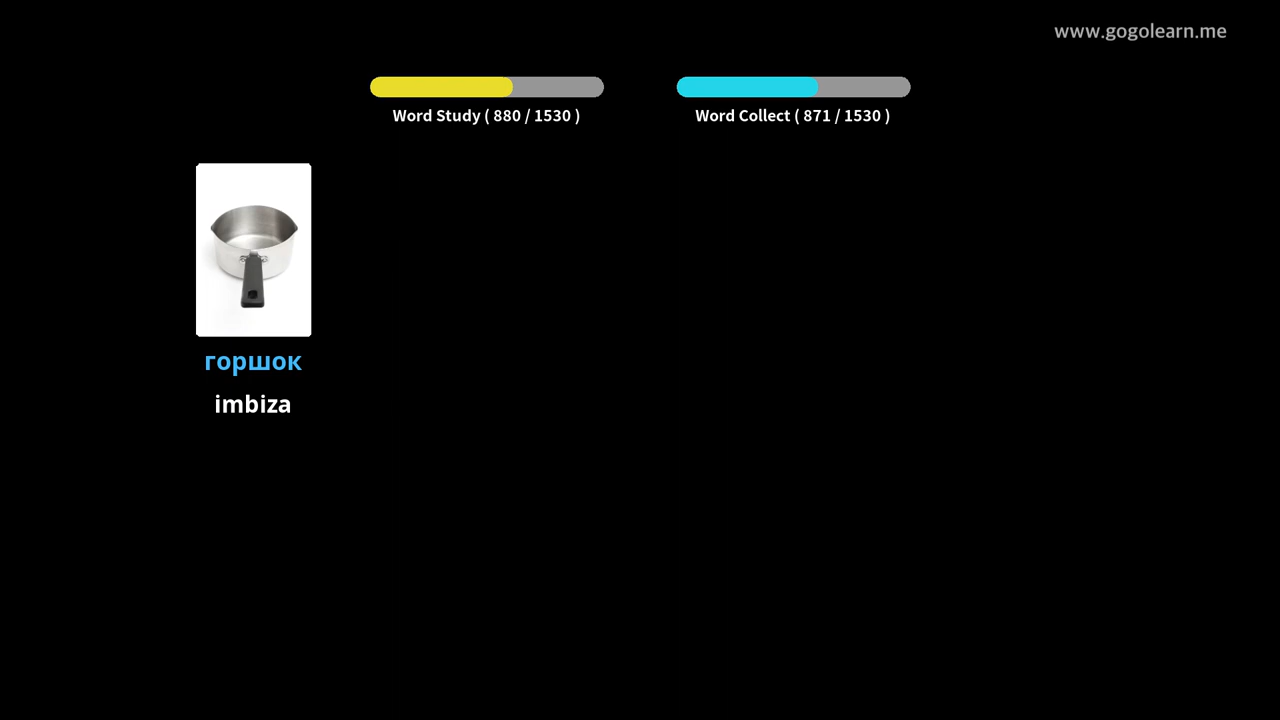 www.gogolearn.me
Word Study ( 880 / 1530 )
Word Collect ( 871 / 1530 )
горшок
imbiza